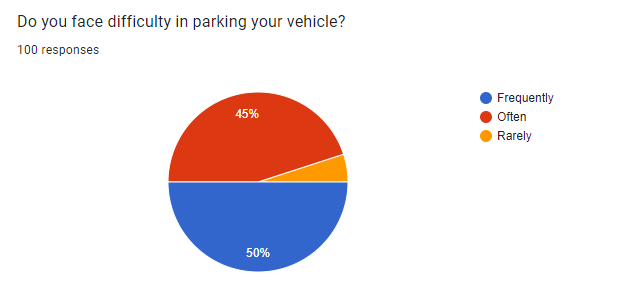 Do you face difficulty in parking your vehicle?
100 responses
45%
50%
Frequently
Often
Rarely